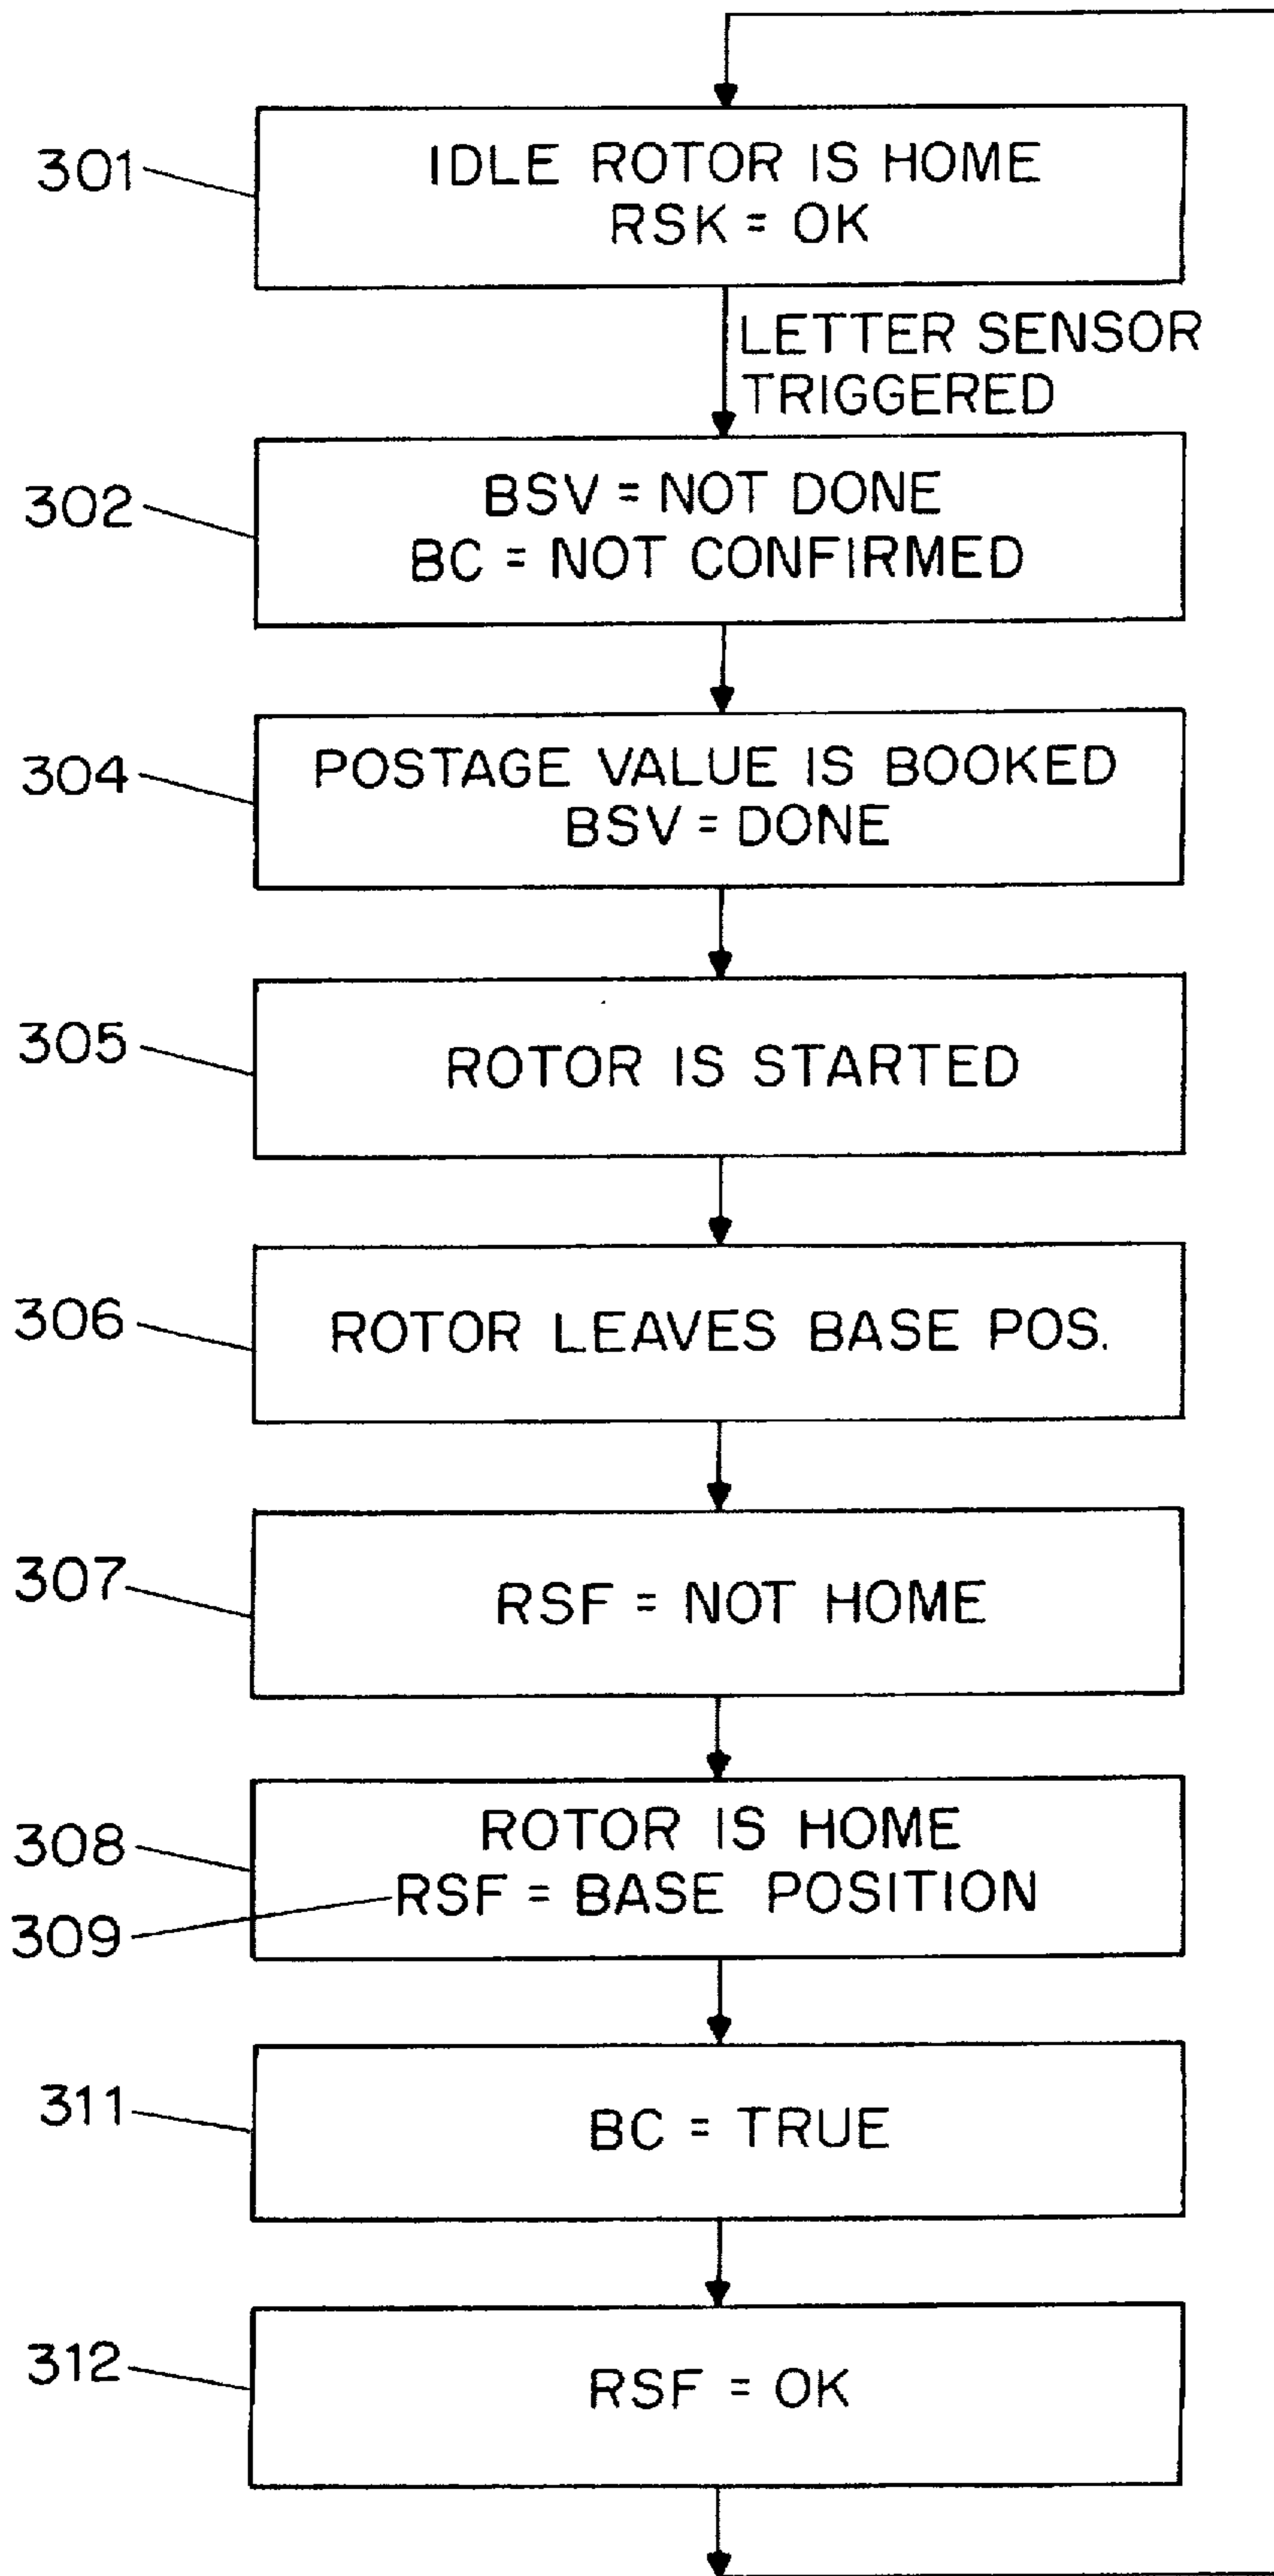 301
IDLE ROTOR IS HOME
RSK = OK
LETTER SENSOR
TRIGGERED
302
BSV = NOT DONE
BC = NOT CONFIRMED
304
POSTAGE VALUE IS BOOKED
BSV = DONE
305
ROTOR IS STARTED
306
ROTOR LEAVES BASE POS.
307
RSF = NOT HOME
308
ROTOR IS HOME
309
RSF = BASE POSITION
311
BC = TRUE
312
RSF = OK